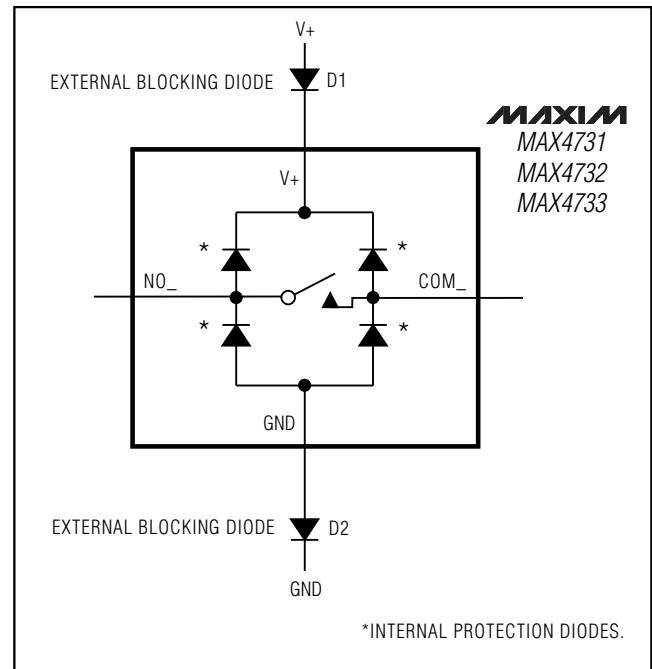 V+
EXTERNAL BLOCKING DIODE D1
MAXIM
MAX4731
MAX4732
MAX4733
V+
* *
NO_ COM_
* *
GND
EXTERNAL BLOCKING DIODE D2
GND
*INTERNAL PROTECTION DIODES.